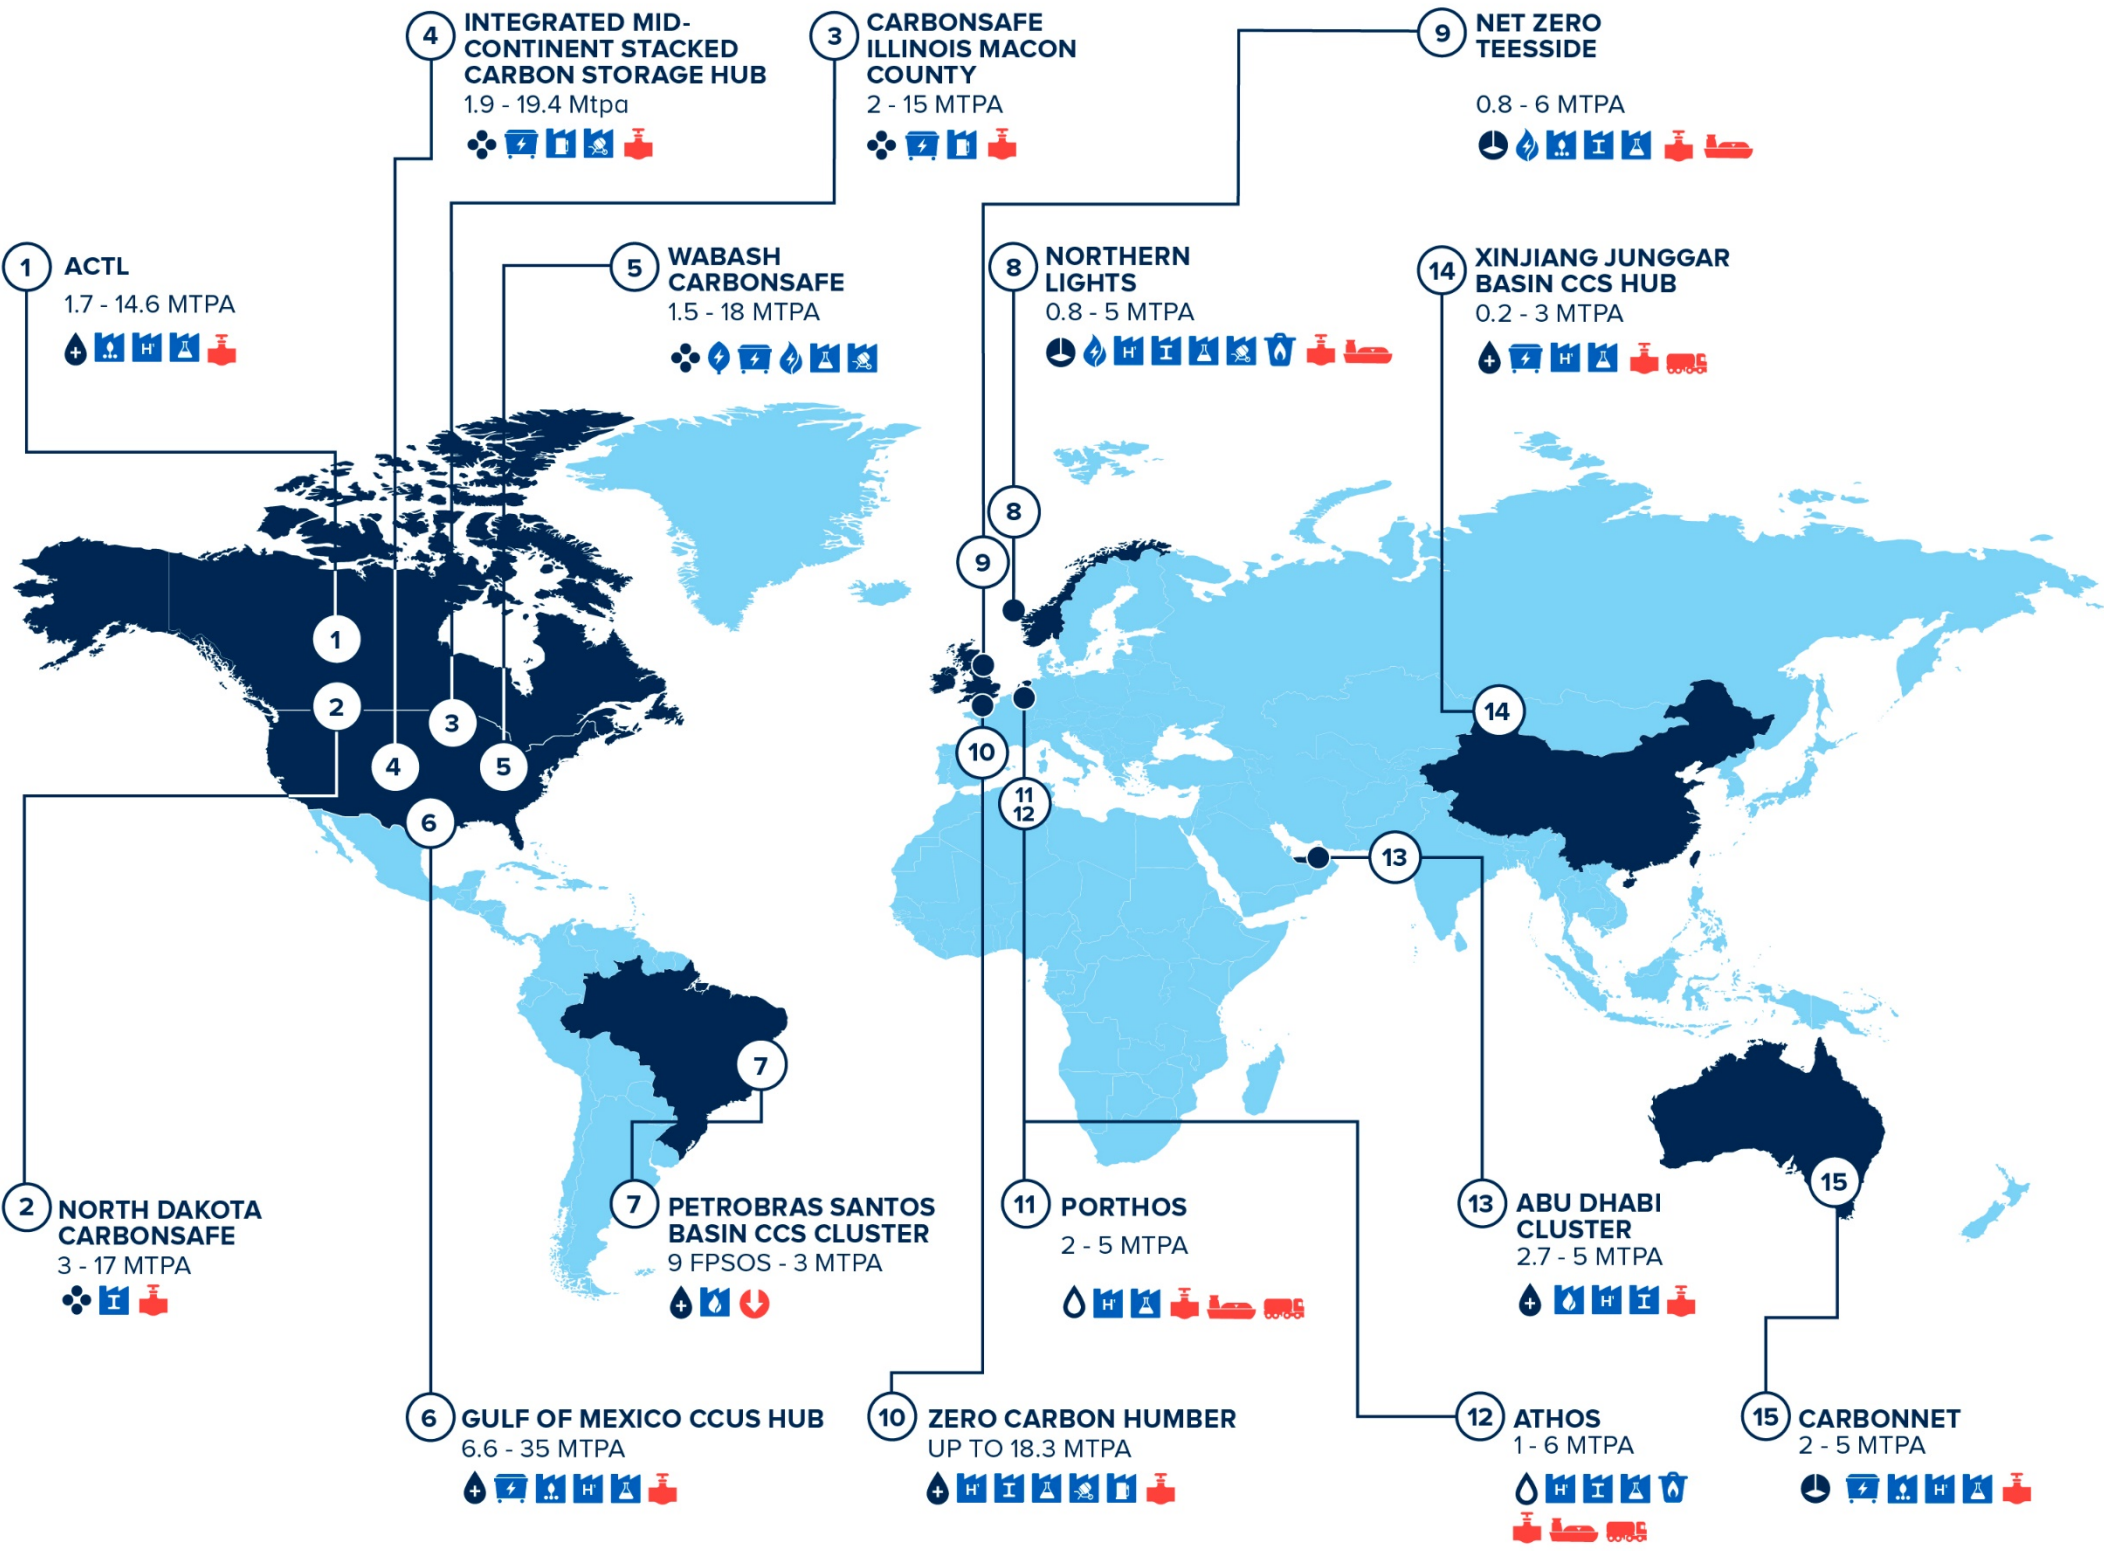 4
INTEGRATED MID-
CONTINENT STACKED
CARBON STORAGE HUB
1.9 - 19.4 Mtpa
3
CARBONSAFE
ILLINOIS MACON
COUNTY
2 - 15 MTPA
9
NET ZERO
TEESSIDE
0.8 - 6 MTPA
1
ACTL
1.7 - 14.6 MTPA
H+
5
WABASH
CARBONSAFE
1.5 - 18 MTPA
8
NORTHERN
LIGHTS
0.8 - 5 MTPA
H+
14
XINJIANG JUNGGAR
BASIN CCS HUB
0.2 - 3 MTPA
H+
8
9
1
2
3
4
5
6
10
11
12
13
14
7
15
2
NORTH DAKOTA
CARBONSAFE
3 - 17 MTPA
7
PETROBRAS SANTOS
BASIN CCS CLUSTER
9 FPSOS - 3 MTPA
11
PORTHOS
2 - 5 MTPA
H+
13
ABU DHABI
CLUSTER
2.7 - 5 MTPA
H+
6
GULF OF MEXICO CCUS HUB
6.6 - 35 MTPA
H+
10
ZERO CARBON HUMBER
UP TO 18.3 MTPA
H+
12
ATHOS
1 - 6 MTPA
H+
15
CARBONNET
2 - 5 MTPA
H+